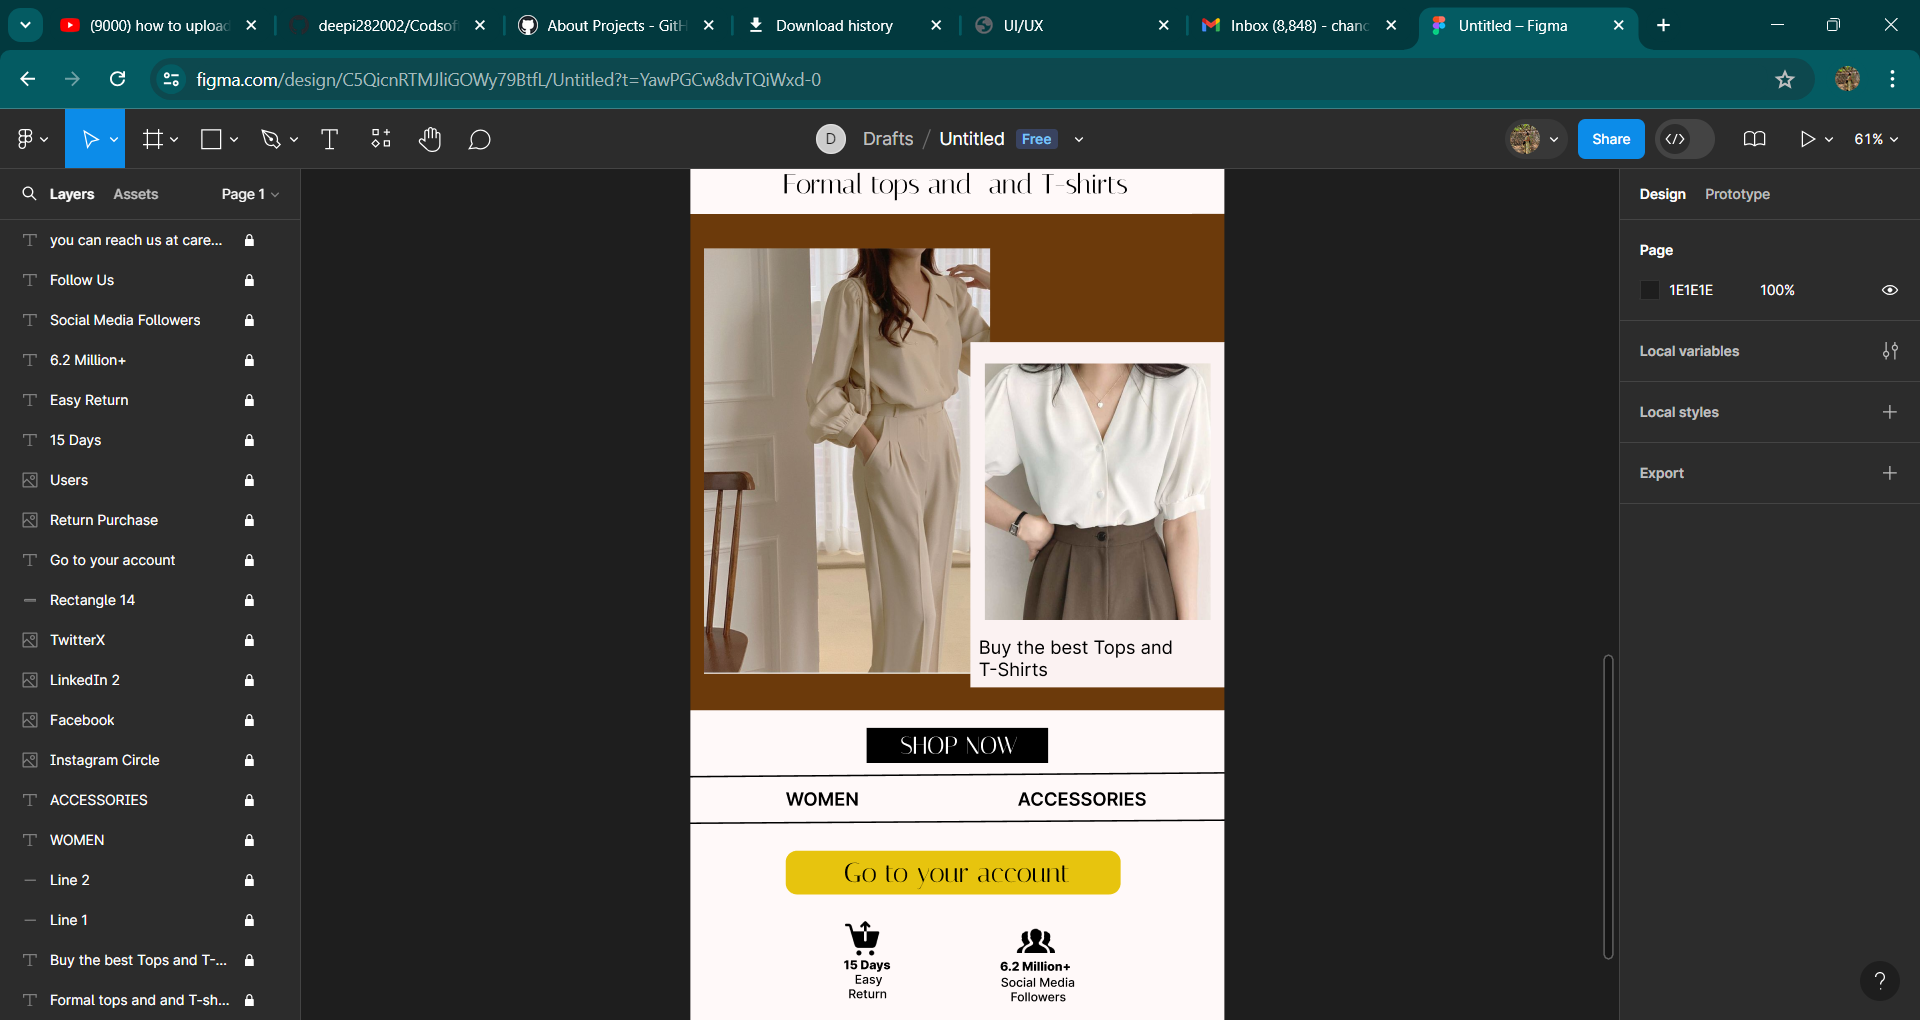 (9000) how to upload
deepi282002/Codsof
About Projects - GitH
Download history
UI/UX
Inbox (8,848) - chanc
Untitled – Figma
figma.com/design/C5QicnRTMJliGOWy79BtfL/Untitled?t=YawPGCw8dvTQiWxd-0
D Drafts / Untitled Free
Share
61%
Layers Assets Page 1
you can reach us at care...
Follow Us
Social Media Followers
6.2 Million+
Easy Return
15 Days
Users
Return Purchase
Go to your account
Rectangle 14
TwitterX
LinkedIn 2
Facebook
Instagram Circle
ACCESSORIES
WOMEN
Line 2
Line 1
Buy the best Tops and T-...
Formal tops and and T-sh...
Formal tops and and T-shirts
Buy the best Tops and
T-Shirts
SHOP NOW
WOMEN ACCESSORIES
Go to your account
15 Days
Easy
Return
6.2 Million+
Social Media
Followers
Design Prototype
Page
1E1E1E 100%
Local variables
Local styles
Export
?